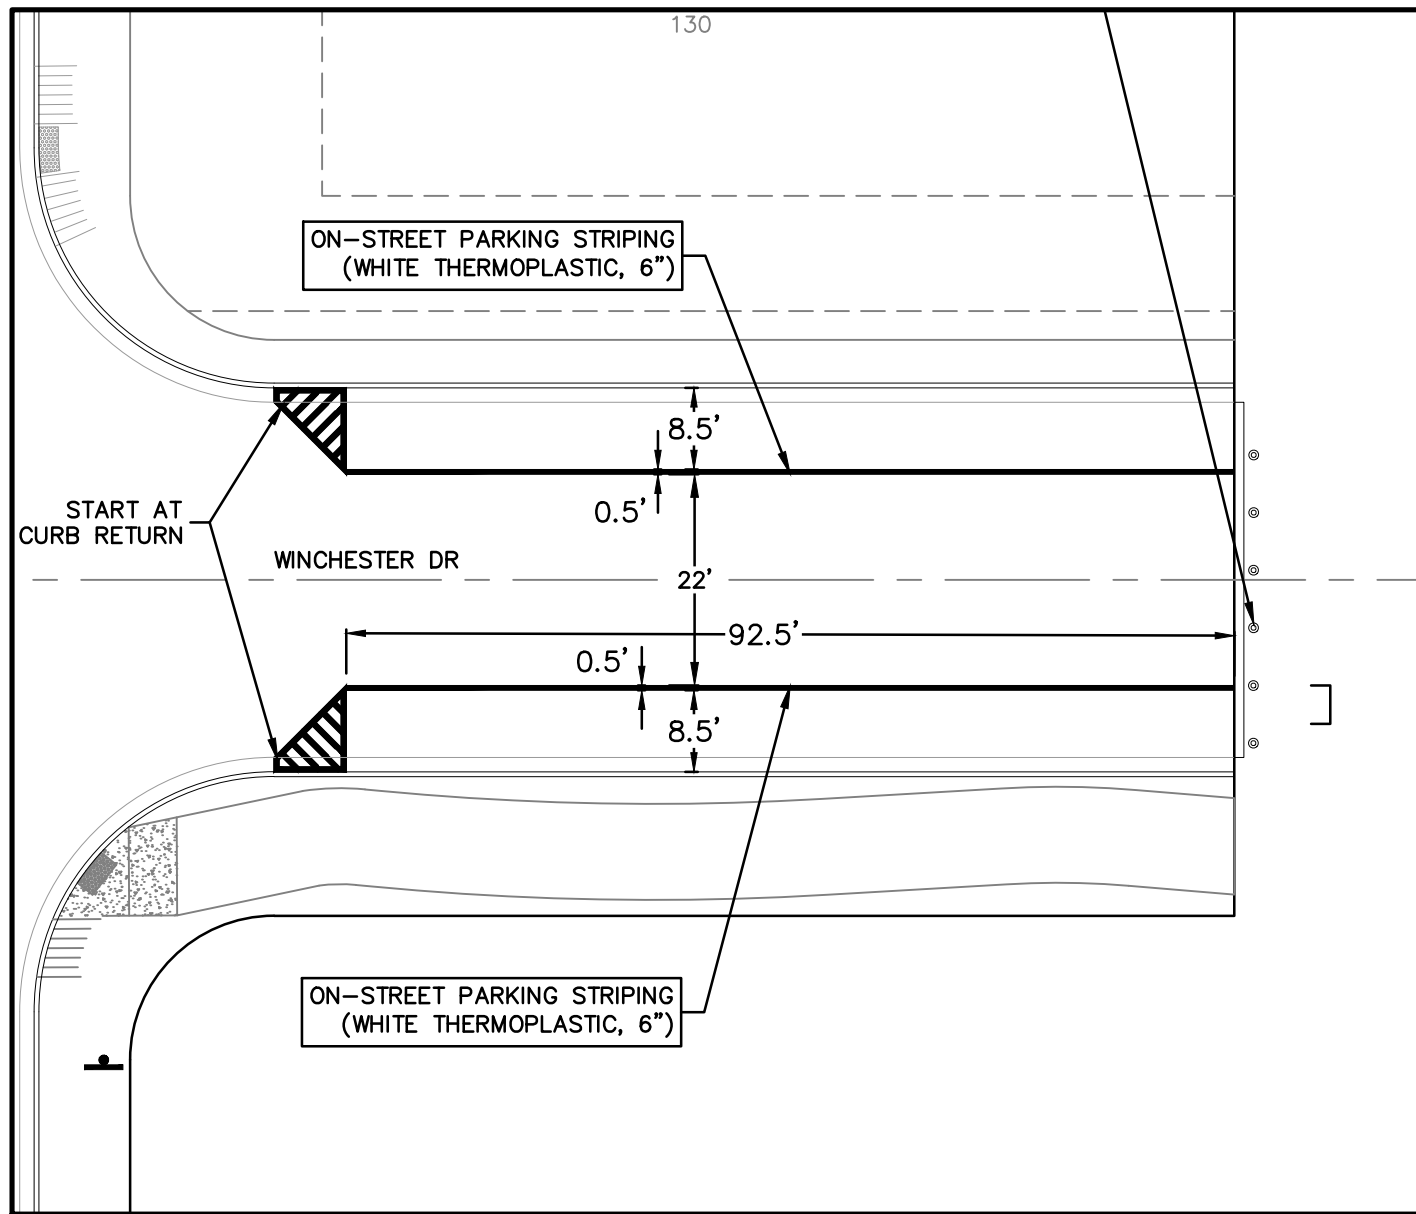 130
ON-STREET PARKING STRIPING
(WHITE THERMOPLASTIC, 6")
8.5'
0.5'
START AT
CURB RETURN
WINCHESTER DR
22'
92.5'
0.5'
8.5'
ON-STREET PARKING STRIPING
(WHITE THERMOPLASTIC, 6")